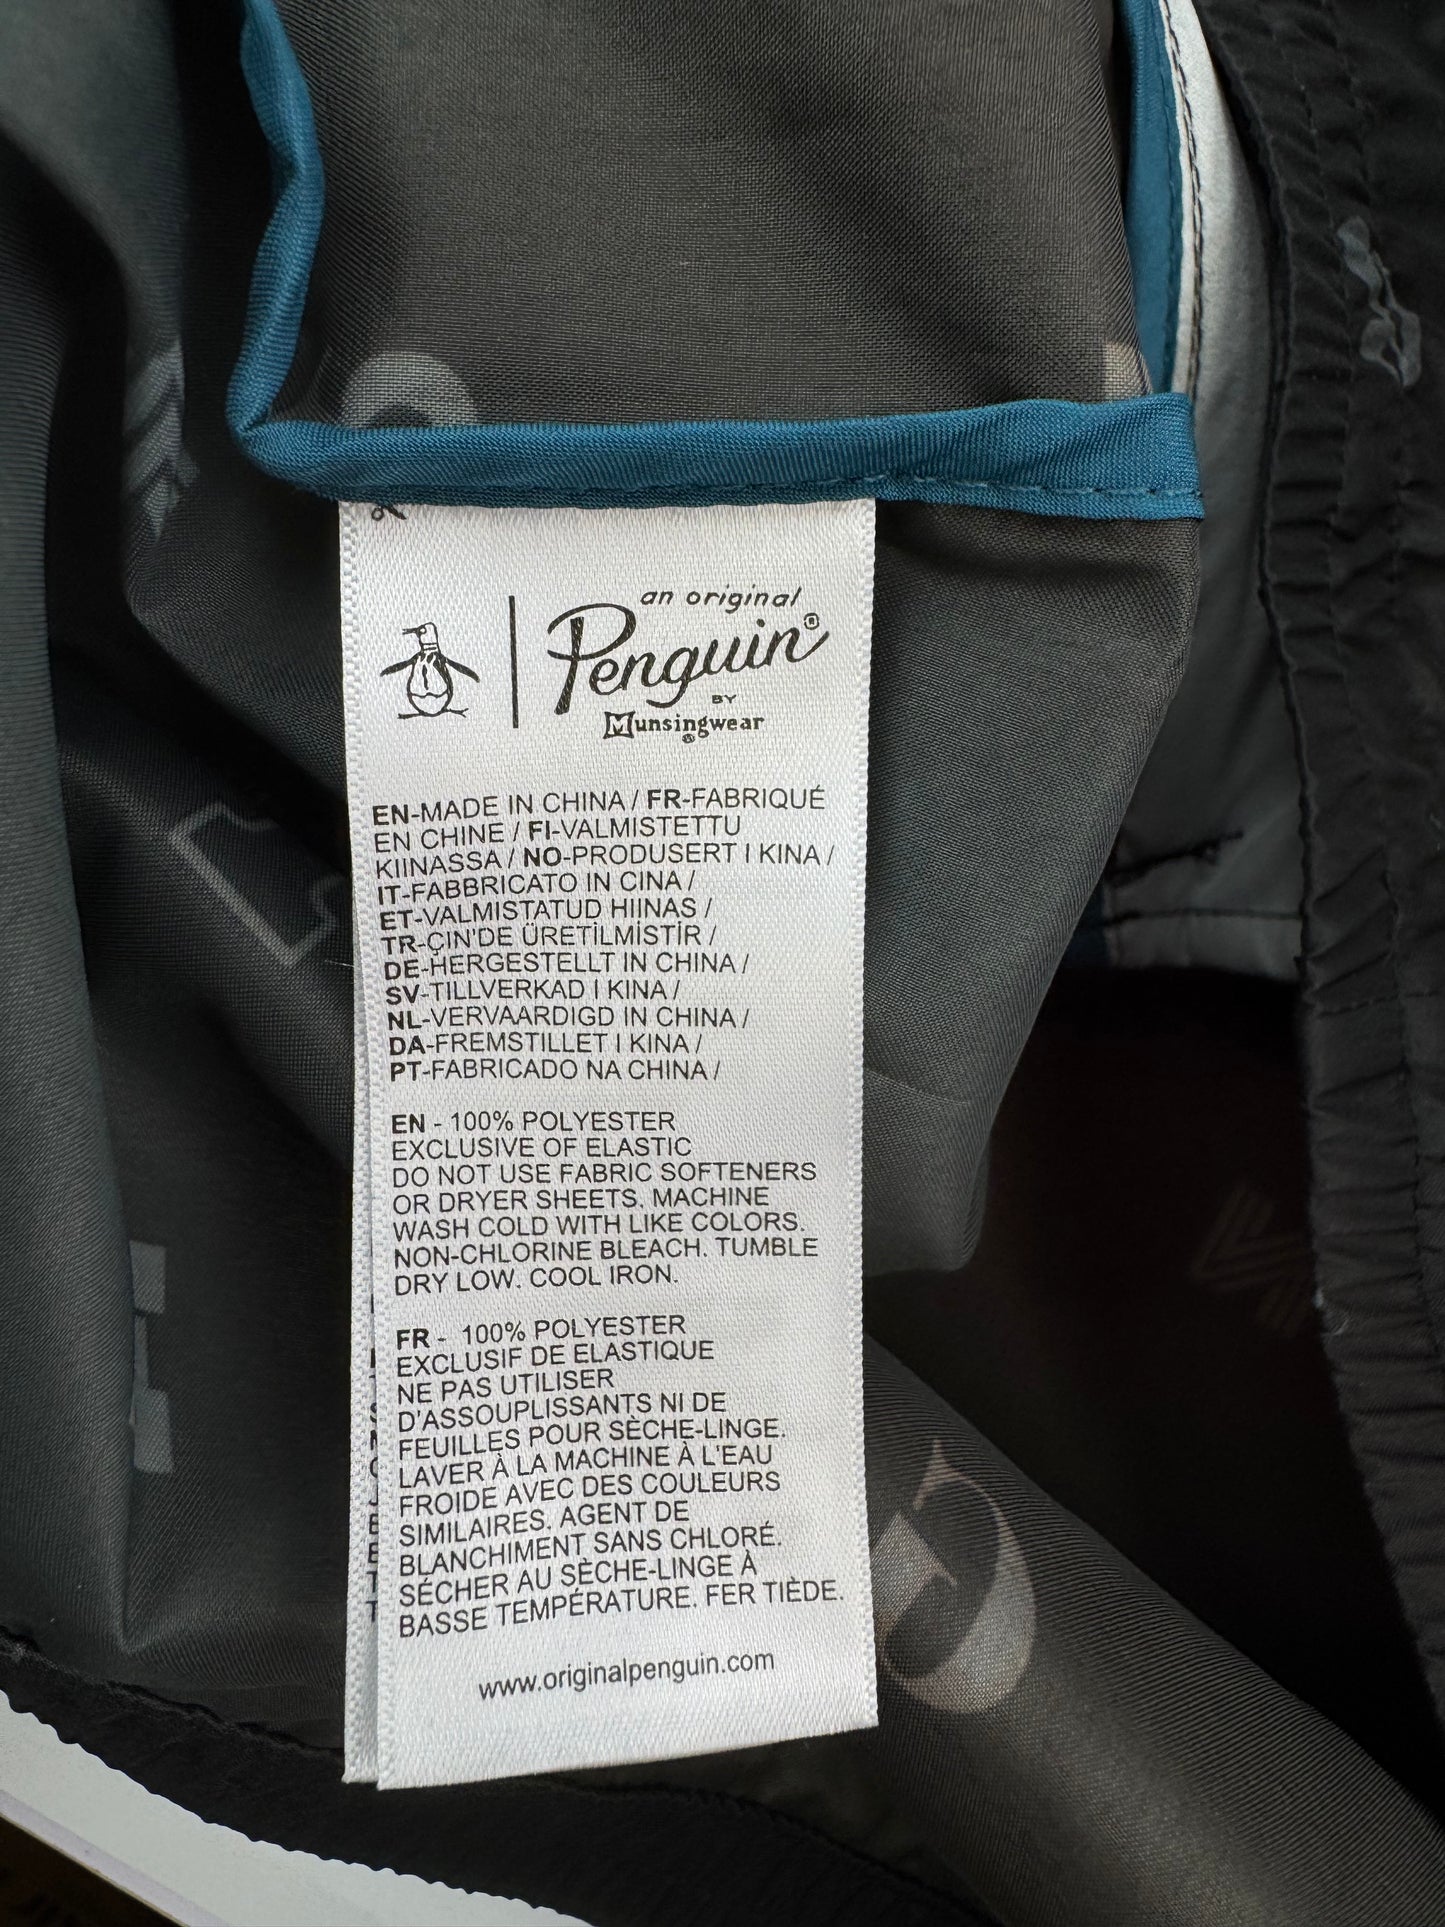 an original
Penguin®
BY
Munsingwear
®
EN-MADE IN CHINA / FR-FABRIQUÉ
EN CHINE / FI-VALMISTETTU
KIINASSA / NO-PRODUSERT I KINA /
IT-FABBRICATO IN CINA /
ET-VALMISTATUD HIINAS /
TR-ÇIN'DE ÜRETİLMİSTİR /
DE-HERGESTELLT IN CHINA /
SV-TILLVERKAD I KINA /
NL-VERVAARDIGD IN CHINA /
DA-FREMSTILLET I KINA /
PT-FABRICADO NA CHINA /
EN - 100% POLYESTER
EXCLUSIVE OF ELASTIC
DO NOT USE FABRIC SOFTENERS
OR DRYER SHEETS. MACHINE
WASH COLD WITH LIKE COLORS.
NON-CHLORINE BLEACH. TUMBLE
DRY LOW. COOL IRON.
FR - 100% POLYESTER
EXCLUSIF DE ELASTIQUE
NE PAS UTILISER
D'ASSOUPLISSANTS NI DE
FEUILLES POUR SÈCHE-LINGE.
LAVER À LA MACHINE À L'EAU
FROIDE AVEC DES COULEURS
SIMILAIRES. AGENT DE
BLANCHIMENT SANS CHLORÉ.
SÉCHER AU SÈCHE-LINGE À
BASSE TEMPÉRATURE. FER TIÈDE.
www.originalpenguin.com